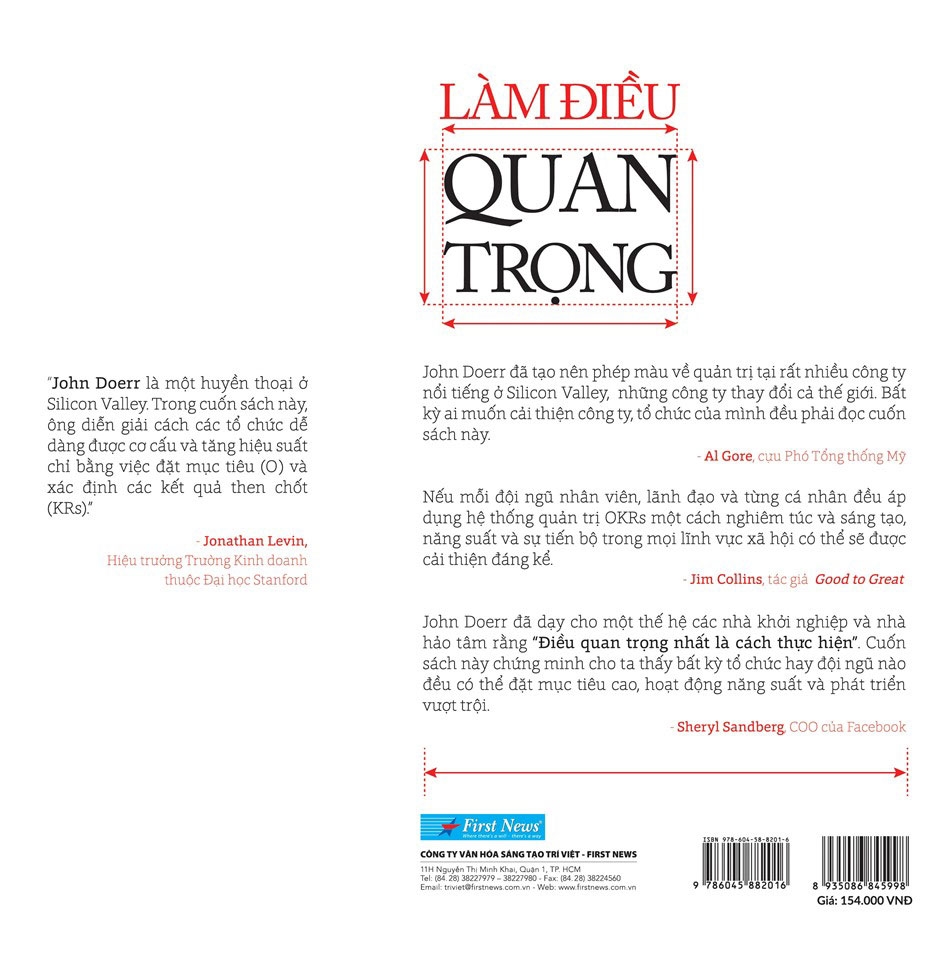 LÀM ĐIỀU
QUAN
TRỌNG
“John Doerr là một huyền thoại ở
Silicon Valley. Trong cuốn sách này,
ông diễn giải cách các tổ chức dễ
dàng được cơ cấu và tăng hiệu suất
chỉ bằng việc đặt mục tiêu (O) và
xác định các kết quả then chốt
(KRs).”
- Jonathan Levin,
Hiệu trưởng Trường Kinh doanh
thuộc Đại học Stanford
John Doerr đã tạo nên phép màu về quản trị tại rất nhiều công ty
nổi tiếng ở Silicon Valley, những công ty thay đổi cả thế giới. Bất
kỳ ai muốn cải thiện công ty, tổ chức của mình đều phải đọc cuốn
sách này.
- Al Gore, cựu Phó Tổng thống Mỹ
Nếu mỗi đội ngũ nhân viên, lãnh đạo và từng cá nhân đều áp
dụng hệ thống quản trị OKRs một cách nghiêm túc và sáng tạo,
năng suất và sự tiến bộ trong mọi lĩnh vực xã hội có thể sẽ được
cải thiện đáng kể.
- Jim Collins, tác giả Good to Great
John Doerr đã dạy cho một thế hệ các nhà khởi nghiệp và nhà
hảo tâm rằng “Điều quan trọng nhất là cách thực hiện”. Cuốn
sách này chứng minh cho ta thấy bất kỳ tổ chức hay đội ngũ nào
đều có thể đặt mục tiêu cao, hoạt động năng suất và phát triển
vượt trội.
- Sheryl Sandberg, COO của Facebook
First News
Where there's a will - there's a way
CÔNG TY VĂN HÓA SÁNG TẠO TRÍ VIỆT - FIRST NEWS
11H Nguyễn Thị Minh Khai, Quận 1, TP. HCM
Tel: (84. 28) 38227979 – 38227980 - Fax: (84. 28) 38224560
Email: triviet@firstnews.com.vn - Web: www.firstnews.com.vn
ISBN 978-604-58-8201-6
9 786045 882016
8 935086 845998
Giá: 154.000 VNĐ